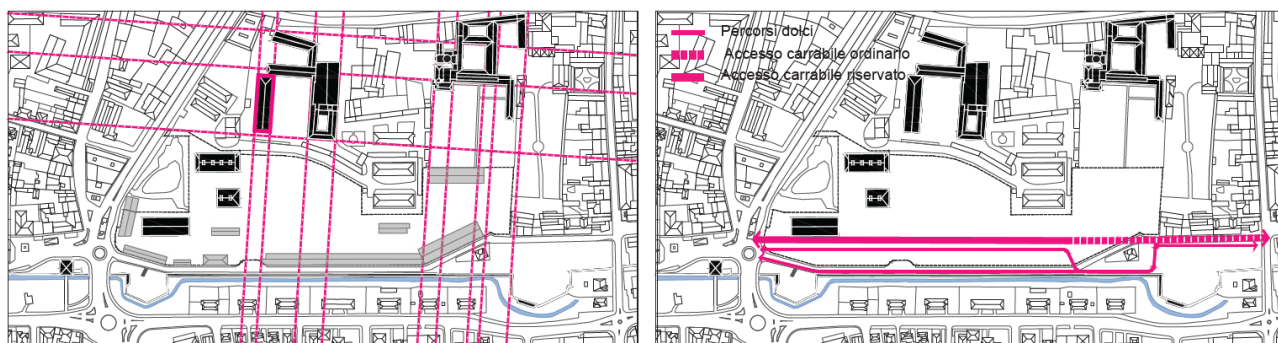 Percorsi dolci
Accesso carrabile ordinario
Accesso carrabile riservato